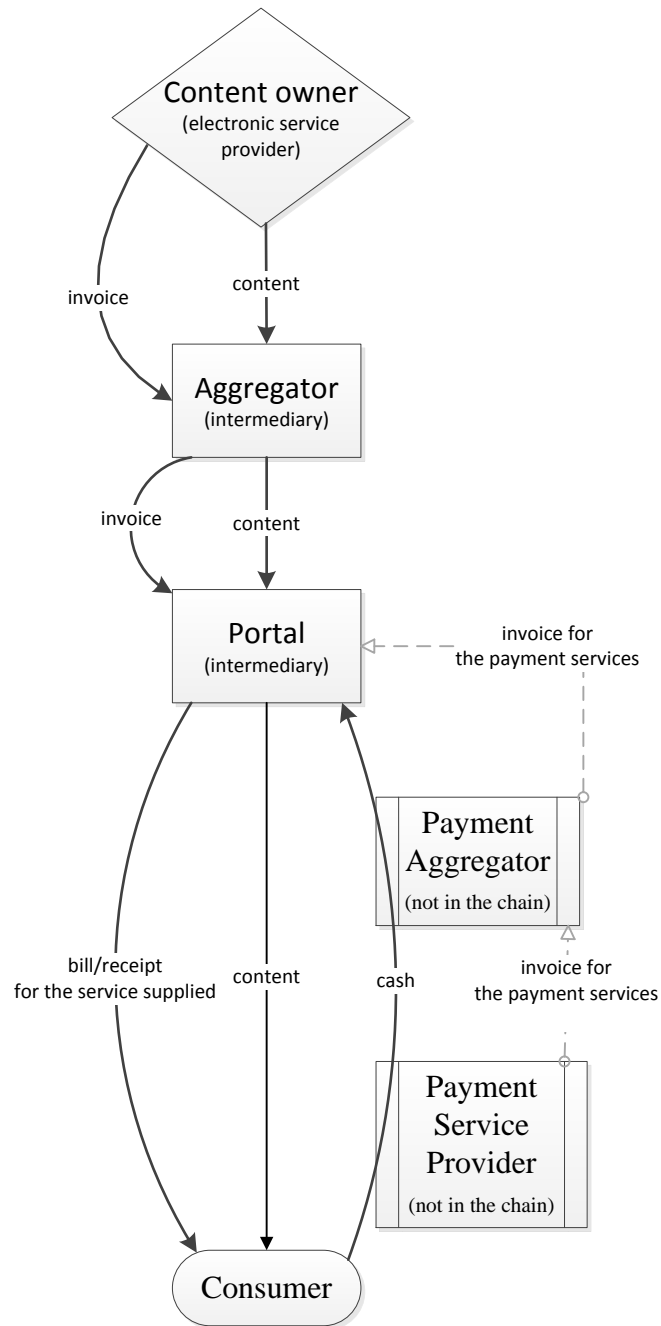 Content owner
(electronic service
provider)
invoice
content
Aggregator
(intermediary)
invoice
content
Portal
(intermediary)
invoice for
the payment services
Payment
Aggregator
(not in the chain)
bill/receipt
for the service supplied
content
cash
invoice for
the payment services
Payment
Service
Provider
(not in the chain)
Consumer